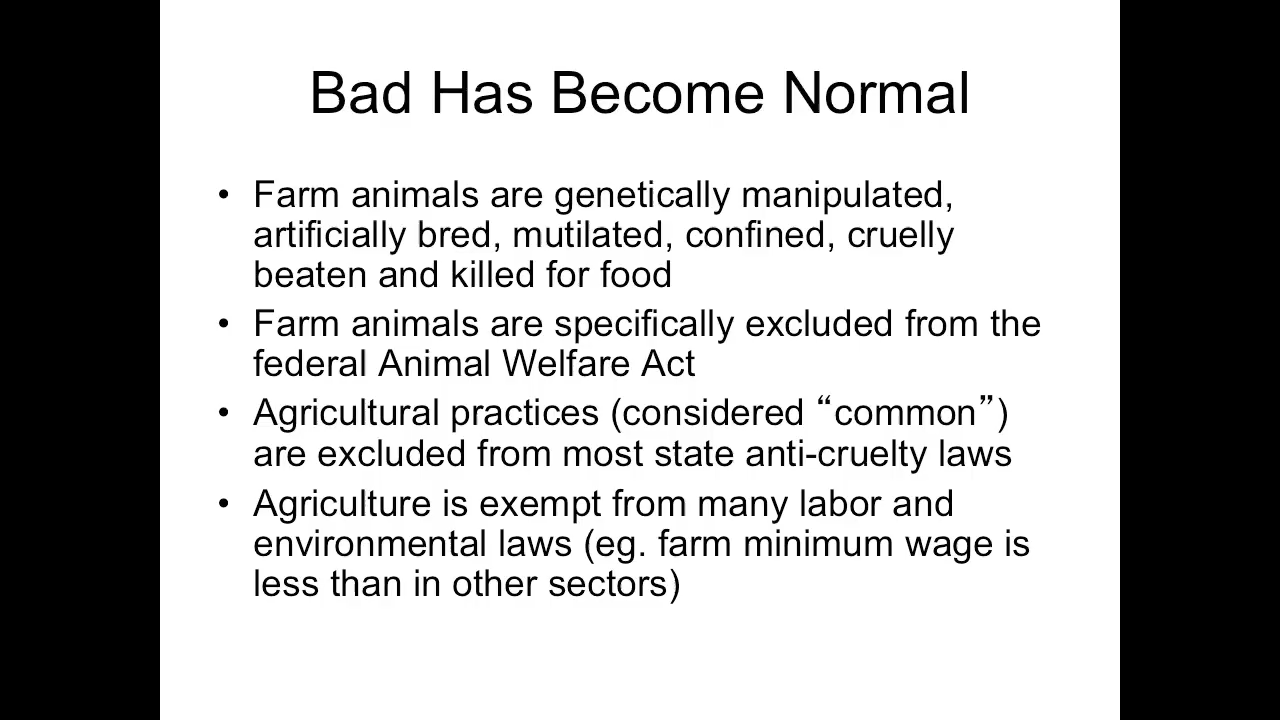 Bad Has Become Normal
• Farm animals are genetically manipulated,
artificially bred, mutilated, confined, cruelly
beaten and killed for food
• Farm animals are specifically excluded from the
federal Animal Welfare Act
• Agricultural practices (considered “common”)
are excluded from most state anti-cruelty laws
• Agriculture is exempt from many labor and
environmental laws (eg. farm minimum wage is
less than in other sectors)